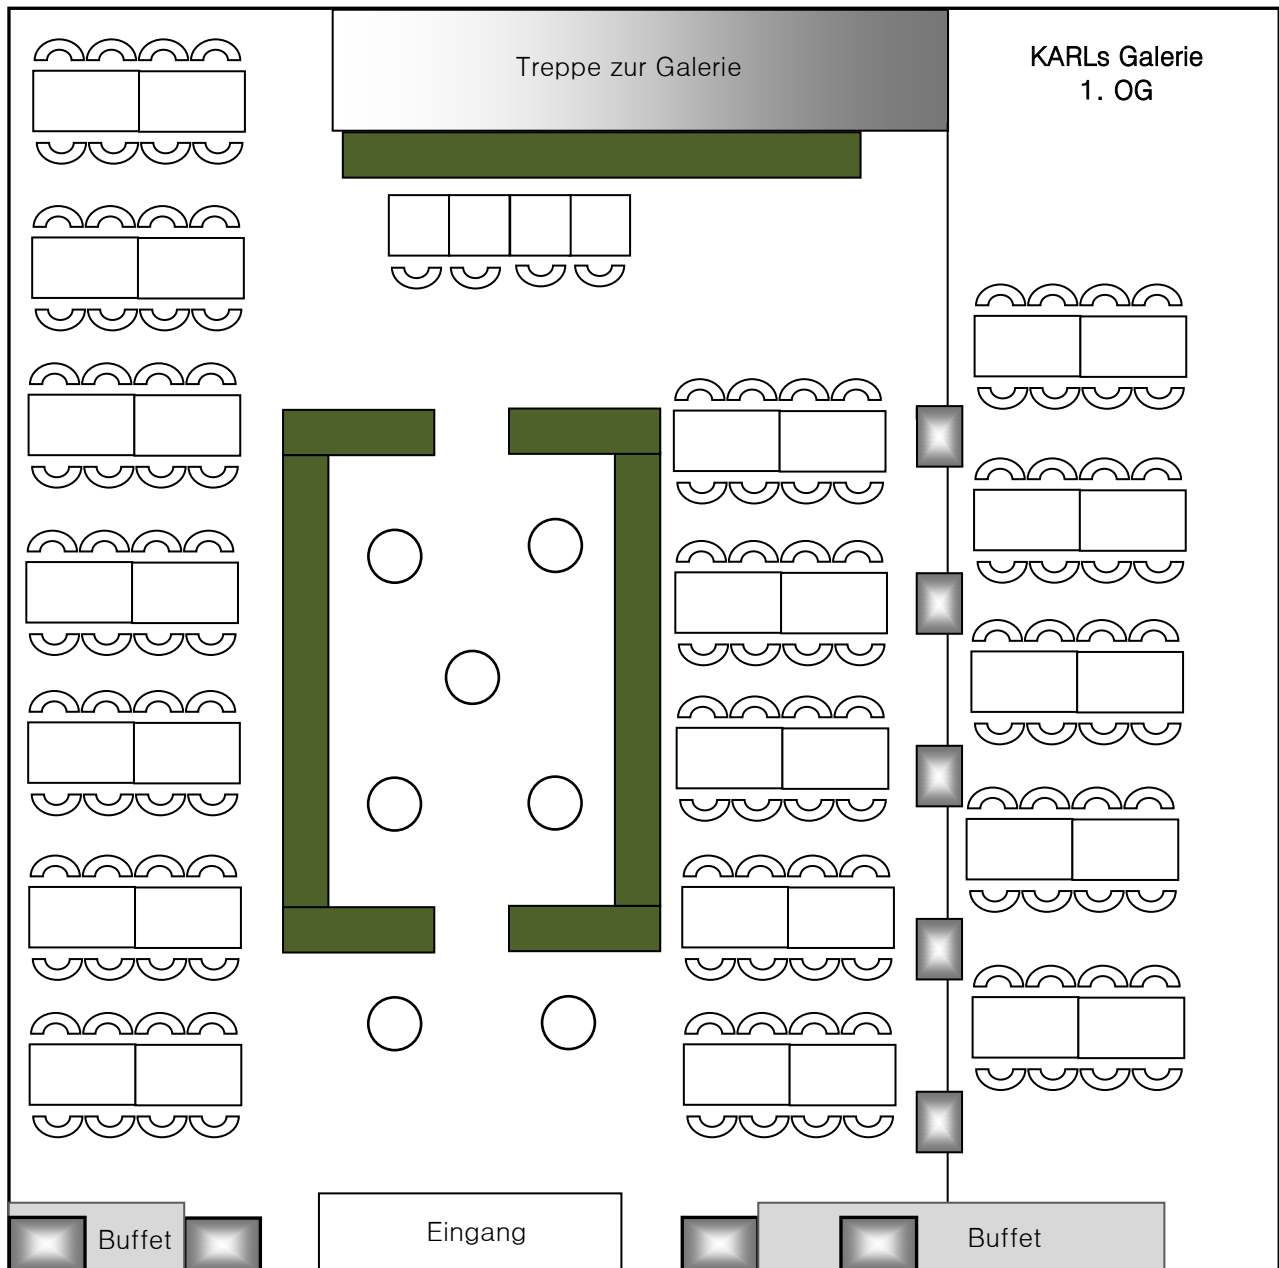 Treppe zur Galerie
KARLs Galerie
1. OG
Buffet
Eingang
Buffet